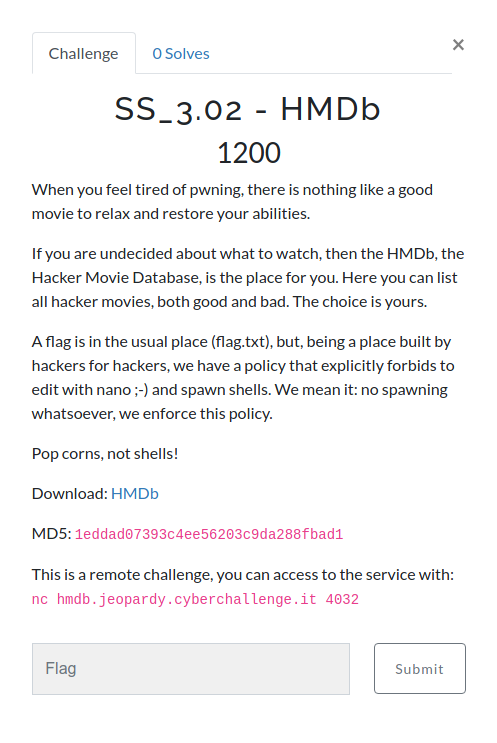 Challenge
0 Solves
×
SS_3.02 - HMDb
1200
When you feel tired of pwning, there is nothing like a good
movie to relax and restore your abilities.
If you are undecided about what to watch, then the HMDb, the
Hacker Movie Database, is the place for you. Here you can list
all hacker movies, both good and bad. The choice is yours.
A flag is in the usual place (flag.txt), but, being a place built by
hackers for hackers, we have a policy that explicitly forbids to
edit with nano ;-) and spawn shells. We mean it: no spawning
whatsoever, we enforce this policy.
Pop corns, not shells!
Download: HMDb
MD5: 1eddad07393c4ee56203c9da288fbad1
This is a remote challenge, you can access to the service with:
nc hmdb.jeopardy.cyberchallenge.it 4032
Flag
Submit